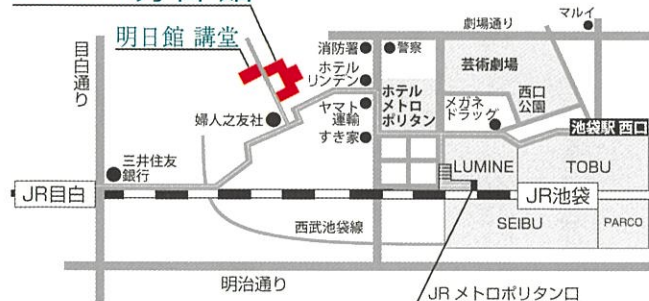 劇場通り
マルイ
目白通り
明日館 講堂
消防署
警察
芸術劇場
ホテル
リンデン
ホテル
メトロ
ポリタン
西口
公園
メガネ
ドラッグ
ヤマト
運輸
婦人之友社
すき家
池袋駅 西口
三井住友
銀行
LUMINE
TOBU
JR目白
JR池袋
西武池袋線
SEIBU
PARCO
明治通り
JR メトロポリタン口